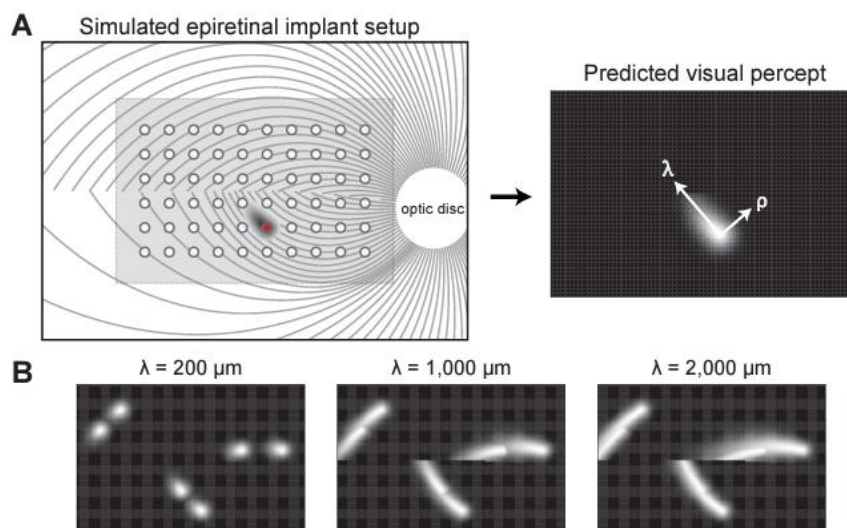 A
Simulated epiretinal implant setup
Predicted visual percept
optic disc
λ
ρ
B
λ = 200 μm
λ = 1,000 μm
λ = 2,000 μm